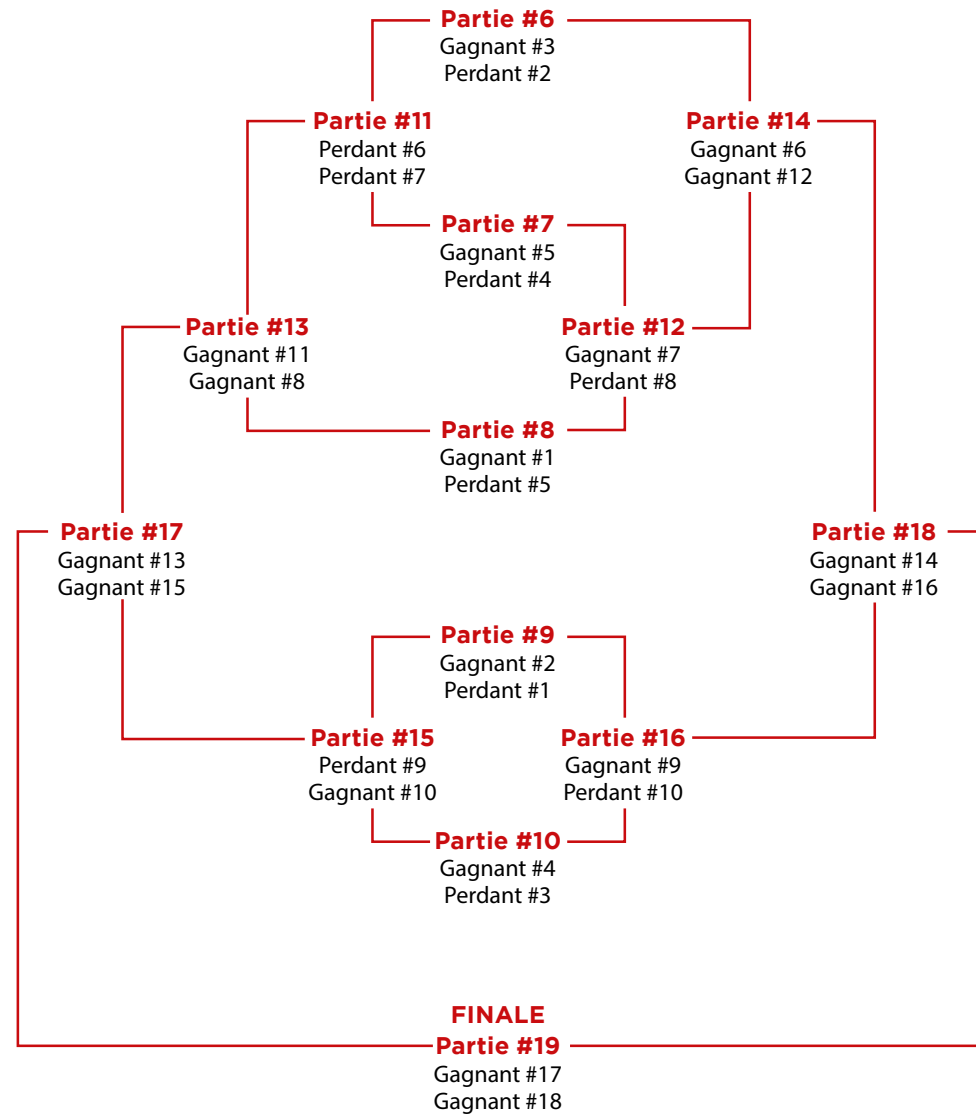 Partie #6
Gagnant #3
Perdant #2
Partie #11
Perdant #6
Perdant #7
Partie #14
Gagnant #6
Gagnant #12
Partie #7
Gagnant #5
Perdant #4
Partie #13
Gagnant #11
Gagnant #8
Partie #12
Gagnant #7
Perdant #8
Partie #8
Gagnant #1
Perdant #5
Partie #17
Gagnant #13
Gagnant #15
Partie #18
Gagnant #14
Gagnant #16
Partie #9
Gagnant #2
Perdant #1
Partie #15
Perdant #9
Gagnant #10
Partie #16
Gagnant #9
Perdant #10
Partie #10
Gagnant #4
Perdant #3
FINALE
Partie #19
Gagnant #17
Gagnant #18